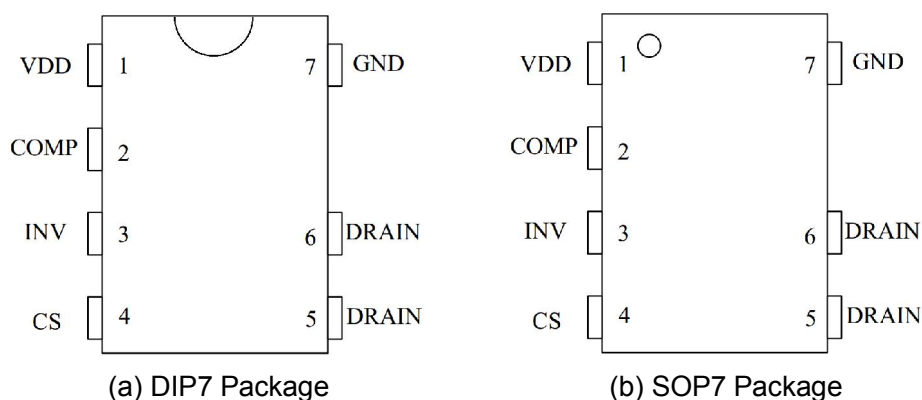 VDD 1 7 GND
COMP 2
INV 3 6 DRAIN
CS 4 5 DRAIN
(a) DIP7 Package
VDD 1 7 GND
COMP 2
INV 3 6 DRAIN
CS 4 5 DRAIN
(b) SOP7 Package